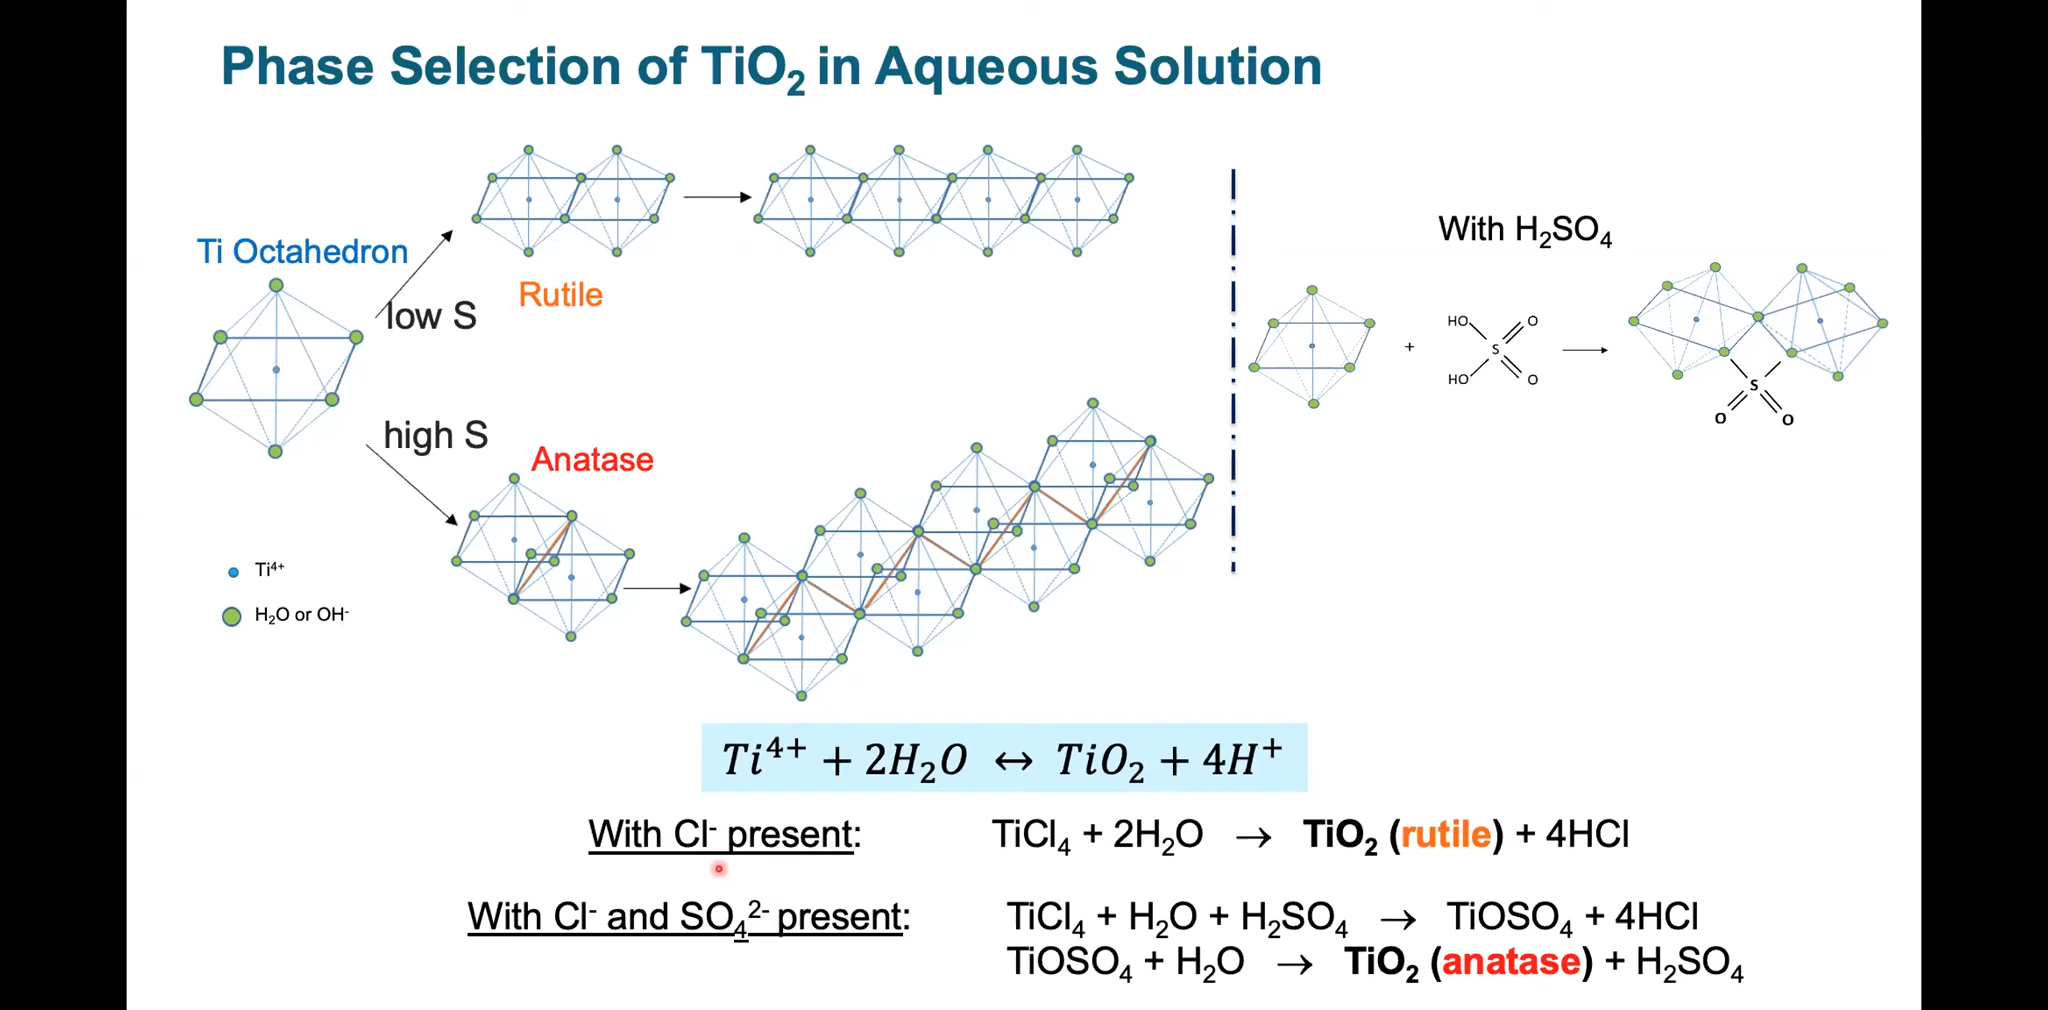 Phase Selection of TiO₂ in Aqueous Solution
Ti Octahedron
low S
Rutile
high S
Anatase
Ti⁴⁺
H₂O or OH⁻
With H₂SO₄
+
HO
O
S
HO
O
S
O
O
Ti⁴⁺ + 2H₂O ↔ TiO₂ + 4H⁺
With Cl⁻ present: TiCl₄ + 2H₂O → TiO₂ (rutile) + 4HCl
With Cl⁻ and SO₄²⁻ present: TiCl₄ + H₂O + H₂SO₄ → TiOSO₄ + 4HCl
TiOSO₄ + H₂O → TiO₂ (anatase) + H₂SO₄